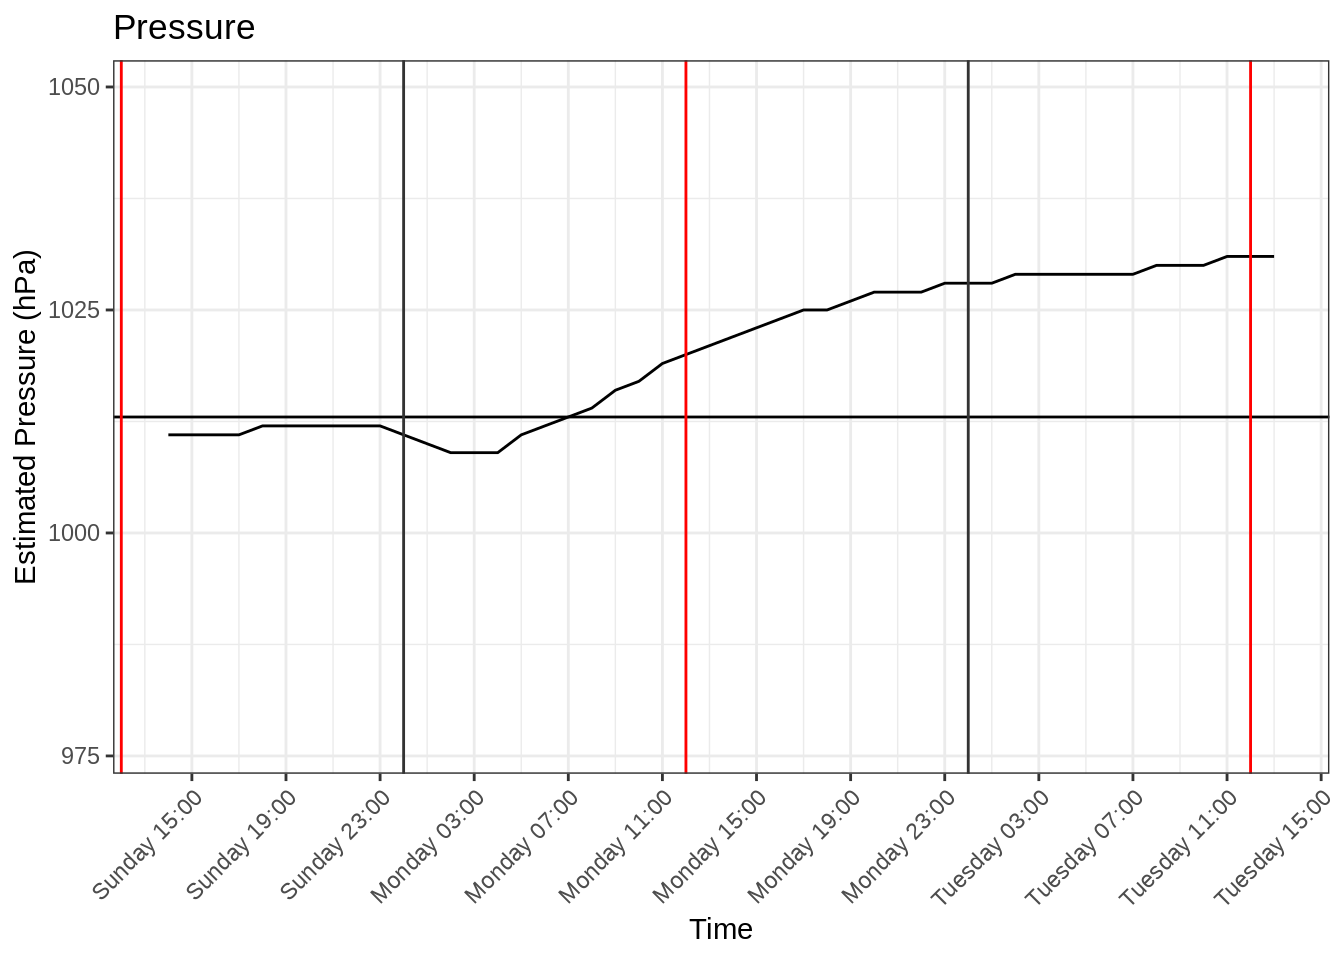 Pressure
Estimated Pressure (hPa)
1050
1025
1000
975
Sunday 15:00
Sunday 19:00
Sunday 23:00
Monday 03:00
Monday 07:00
Monday 11:00
Monday 15:00
Monday 19:00
Monday 23:00
Tuesday 03:00
Tuesday 07:00
Tuesday 11:00
Tuesday 15:00
Time